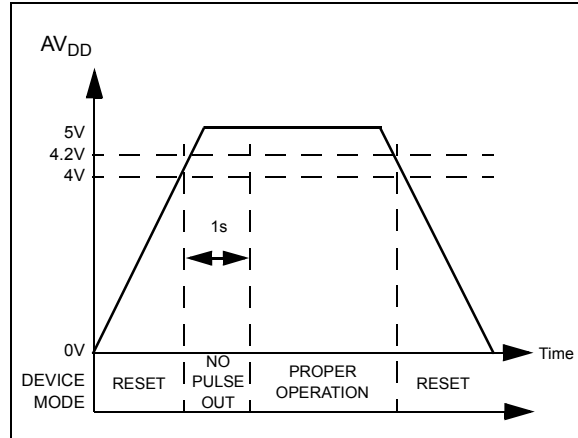 AVDD
5V
4.2V
4V
1s
0V
Time
DEVICE
MODE
RESET
NO
PULSE
OUT
PROPER
OPERATION
RESET